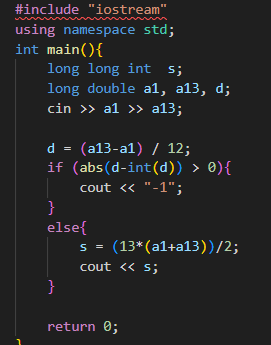 #include "iostream"
using namespace std;
int main(){
    long long int  s;
    long double a1, a13, d;
    cin >> a1 >> a13;
    d = (a13-a1) / 12;
    if (abs(d-int(d)) > 0){
        cout << "-1";
    }
    else{
        s = (13*(a1+a13))/2;
        cout << s;
    }
    return 0;
}